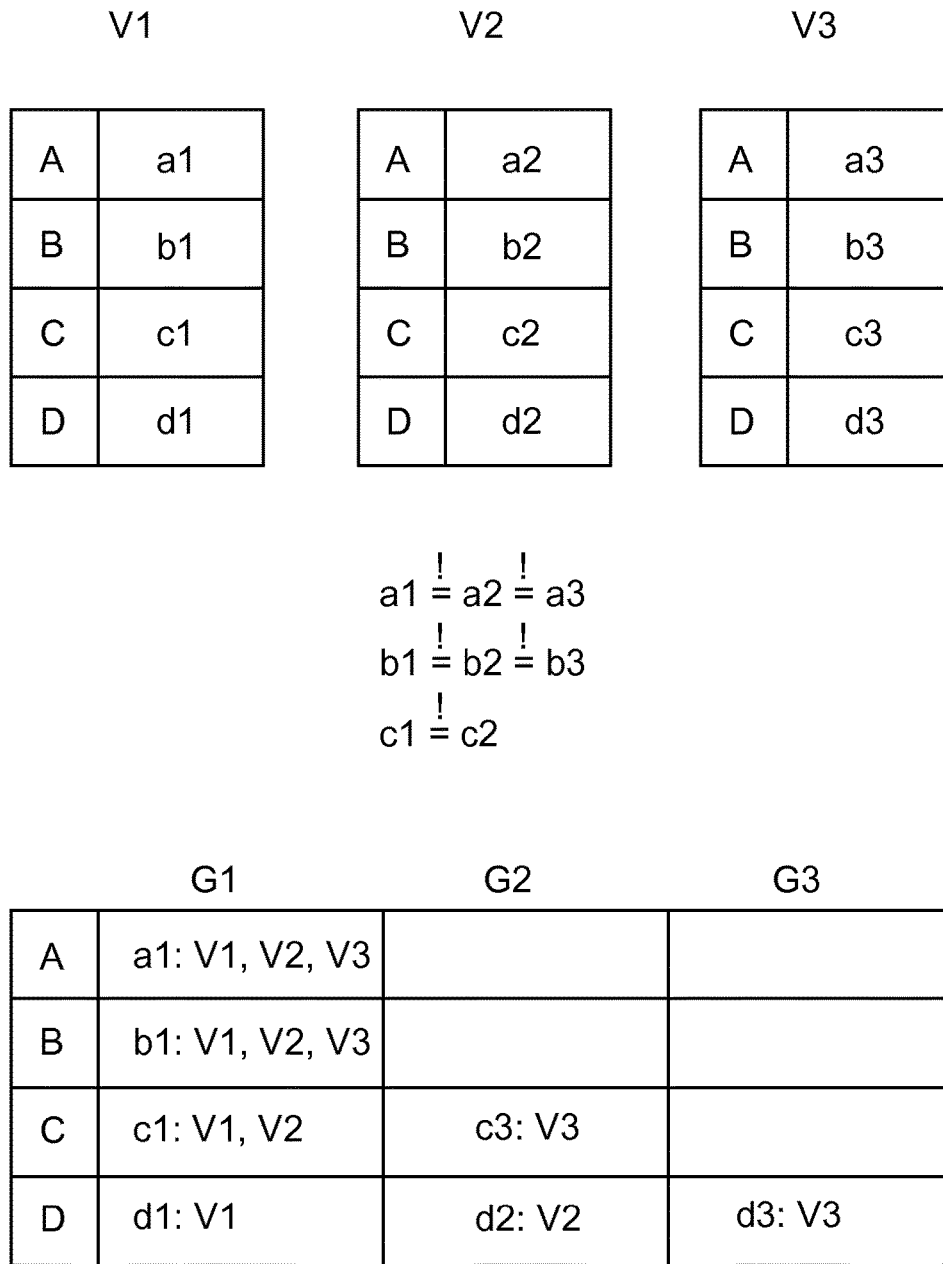 V1 V2 V3
A a1 A a2 A a3
B b1 B b2 B b3
C c1 C c2 C c3
D d1 D d2 D d3
a1 != a2 != a3
b1 != b2 != b3
c1 != c2
G1 G2 G3
A a1: V1, V2, V3
B b1: V1, V2, V3
C c1: V1, V2 c3: V3
D d1: V1 d2: V2 d3: V3